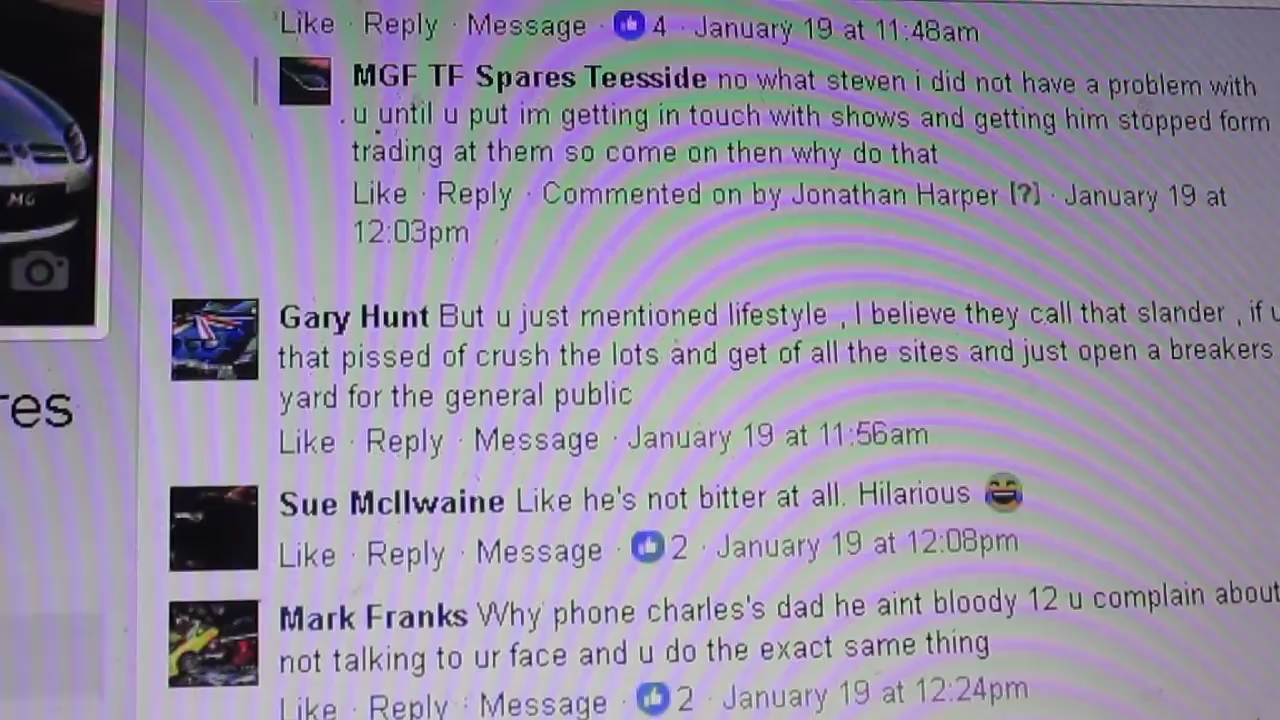 Like · Reply · Message · 4 · January 19 at 11:48am
MGF TF Spares Teesside no what steven i did not have a problem with
u until u put im getting in touch with shows and getting him stopped form
trading at them so come on then why do that
Like · Reply · Commented on by Jonathan Harper [?] · January 19 at
12:03pm
MG
Gary Hunt But u just mentioned lifestyle , I believe they call that slander , if u
that pissed of crush the lots and get of all the sites and just open a breakers
yard for the general public
Like · Reply · Message · January 19 at 11:56am
res
Sue McIlwaine Like he's not bitter at all. Hilarious 😂
Like · Reply · Message · 2 · January 19 at 12:08pm
Mark Franks Why phone charles's dad he aint bloody 12 u complain about
not talking to ur face and u do the exact same thing
Like · Reply · Message · 2 · January 19 at 12:24pm